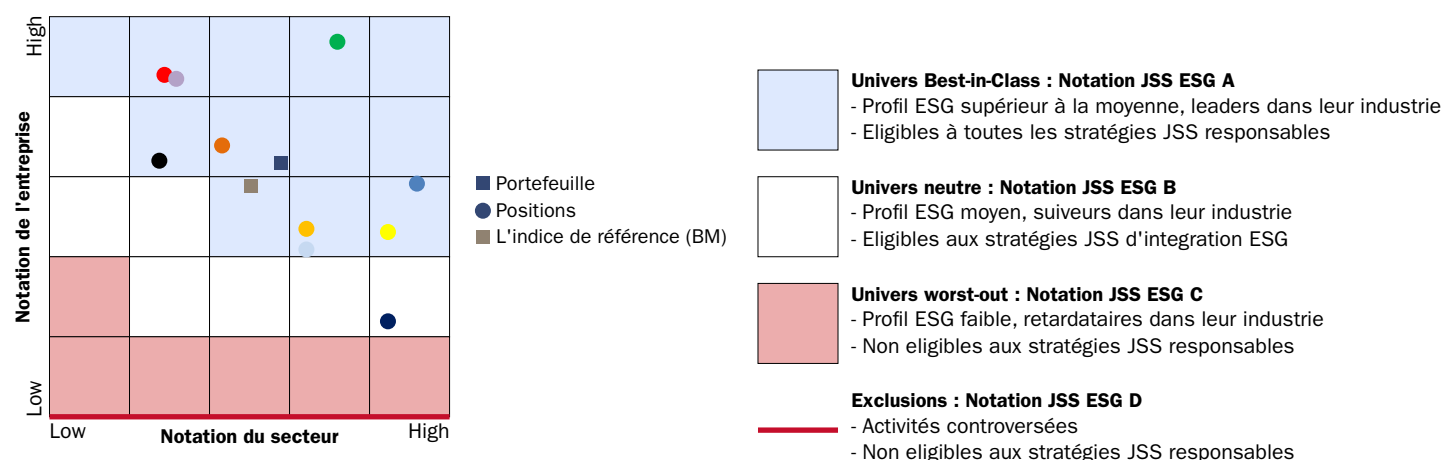 High
Notation de l'entreprise
Low
Low
Notation du secteur
High
Portefeuille
Positions
L'indice de référence (BM)
Univers Best-in-Class : Notation JSS ESG A
- Profil ESG supérieur à la moyenne, leaders dans leur industrie
- Eligibles à toutes les stratégies JSS responsables
Univers neutre : Notation JSS ESG B
- Profil ESG moyen, suiveurs dans leur industrie
- Eligibles aux stratégies JSS d'integration ESG
Univers worst-out : Notation JSS ESG C
- Profil ESG faible, retardataires dans leur industrie
- Non eligibles aux stratégies JSS responsables
Exclusions : Notation JSS ESG D
- Activités controversées
- Non eligibles aux stratégies JSS responsables